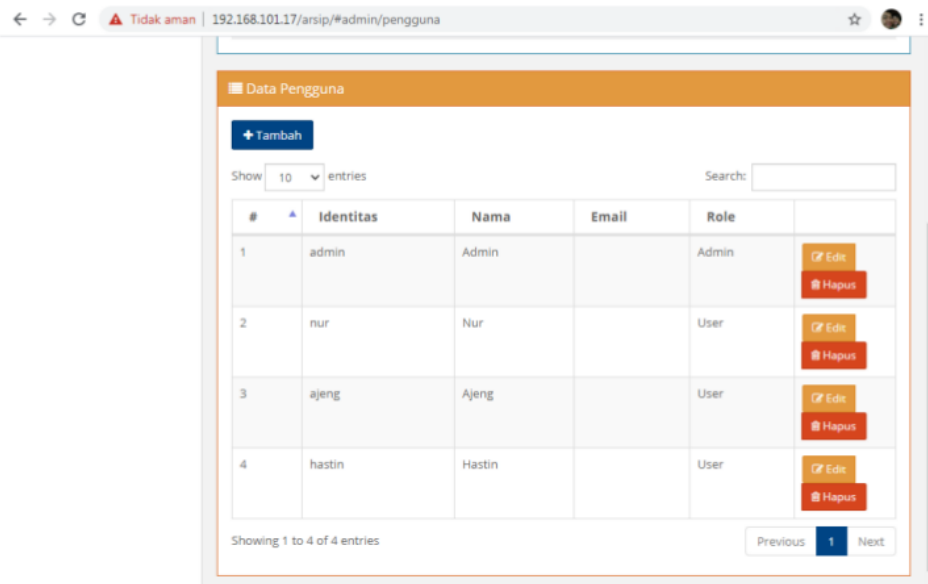 Tidak aman 192.168.101.17/arsip/#admin/pengguna
Data Pengguna
Tambah
Show 10 entries Search:
# Identitas Nama Email Role
1 admin Admin Admin Edit
Hapus
2 nur Nur User Edit
Hapus
3 ajeng Ajeng User Edit
Hapus
4 hastin Hastin User Edit
Hapus
Showing 1 to 4 of 4 entries Previous 1 Next